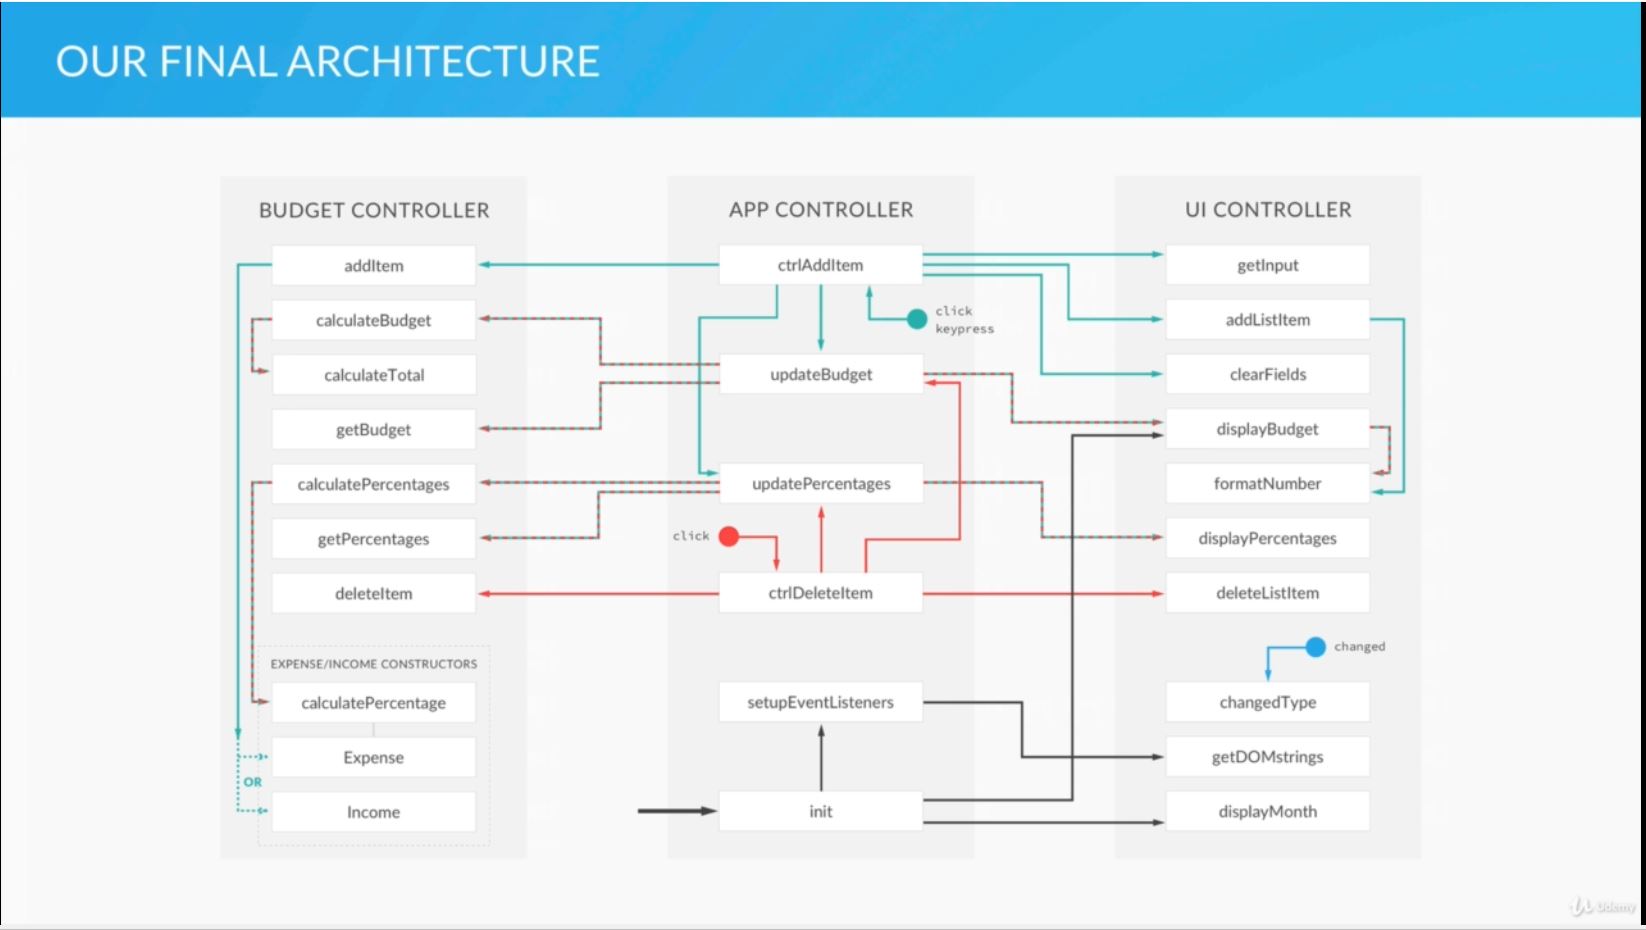 OUR FINAL ARCHITECTURE
BUDGET CONTROLLER
addItem
calculateBudget
calculateTotal
getBudget
calculatePercentages
getPercentages
deleteItem
EXPENSE/INCOME CONSTRUCTORS
calculatePercentage
Expense
OR
Income
APP CONTROLLER
ctrlAddItem
click
keypress
updateBudget
updatePercentages
click
ctrlDeleteItem
setupEventListeners
init
UI CONTROLLER
getInput
addListItem
clearFields
displayBudget
formatNumber
displayPercentages
deleteListItem
changed
changedType
getDOMstrings
displayMonth
Udemy